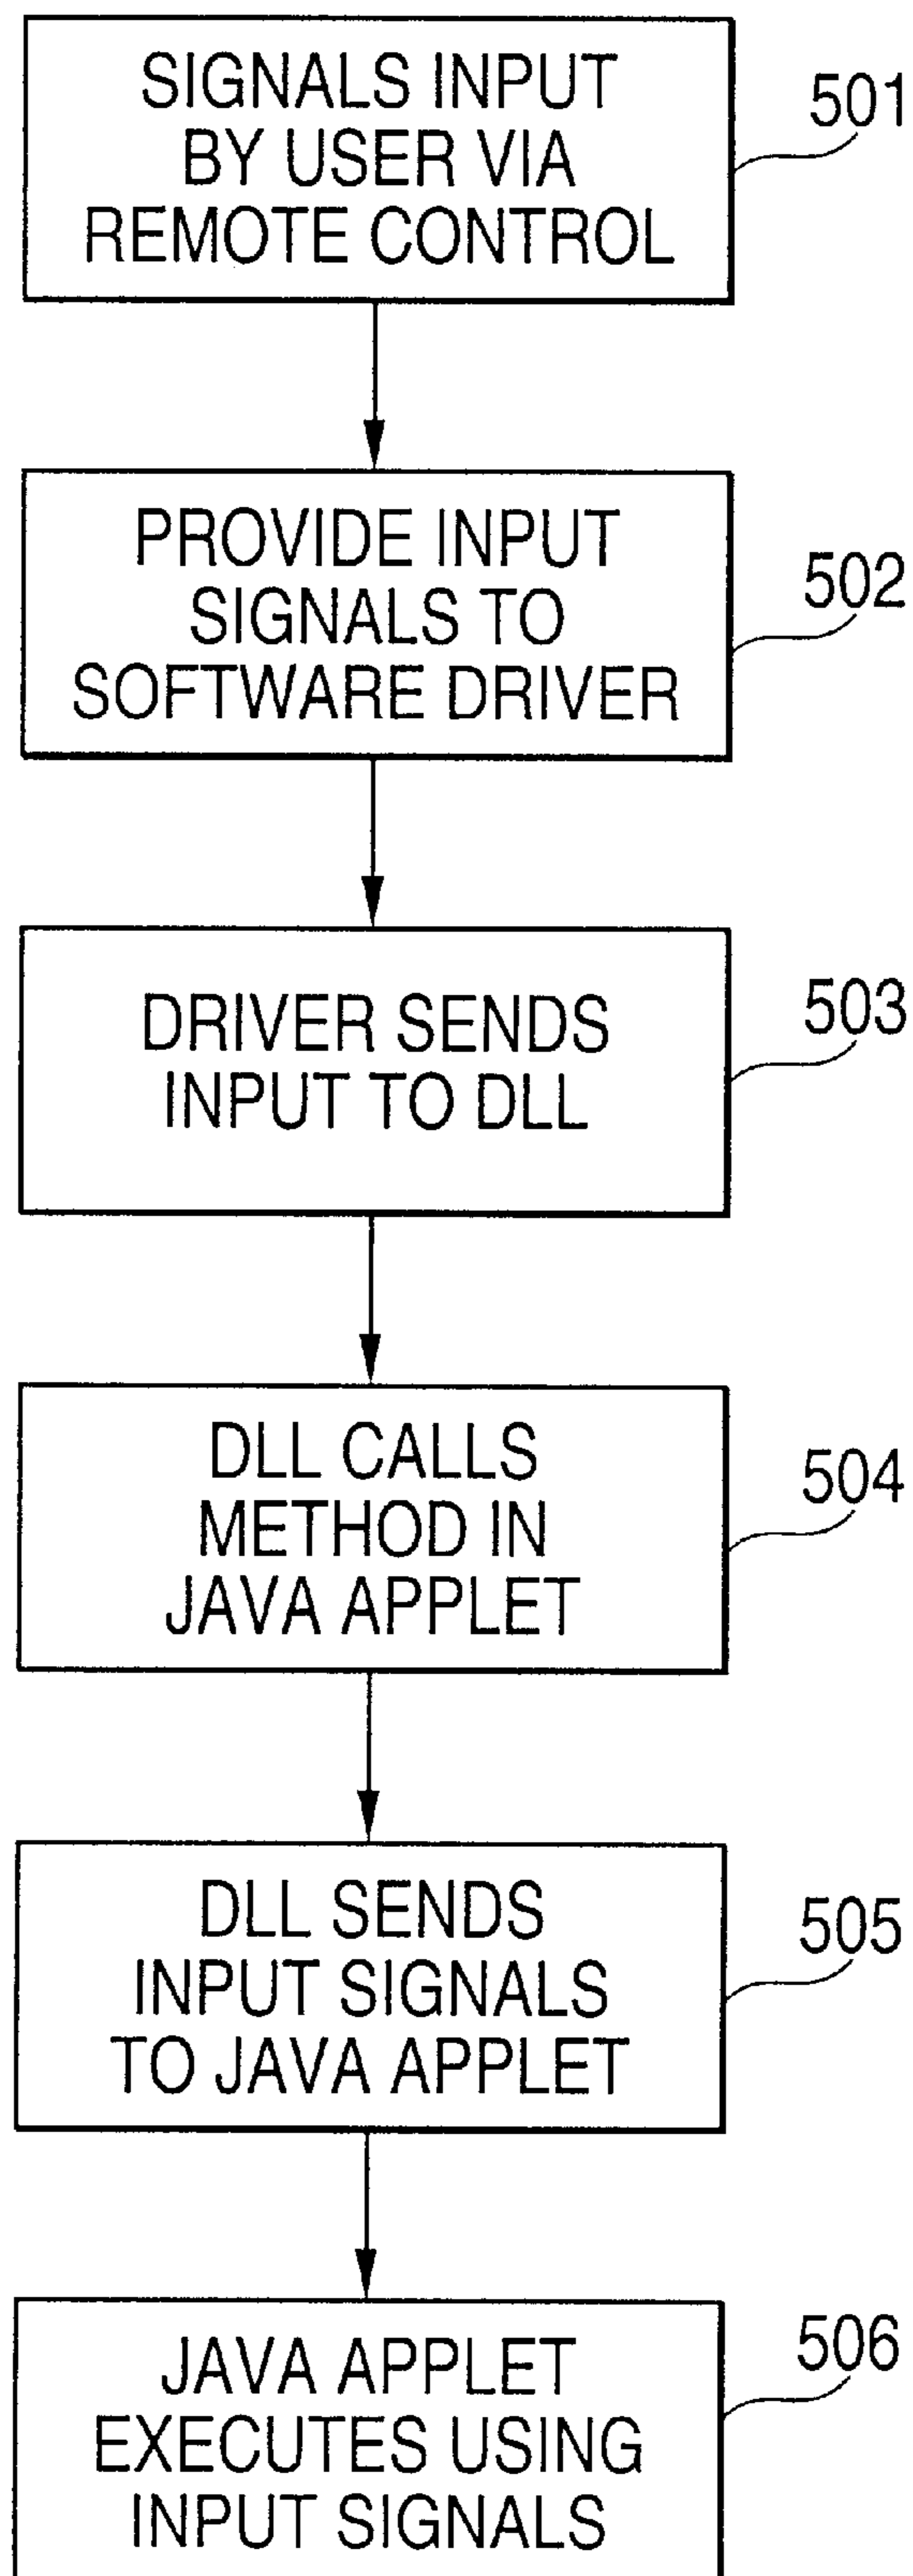 SIGNALS INPUT
BY USER VIA
REMOTE CONTROL
501
PROVIDE INPUT
SIGNALS TO
SOFTWARE DRIVER
502
DRIVER SENDS
INPUT TO DLL
503
DLL CALLS
METHOD IN
JAVA APPLET
504
DLL SENDS
INPUT SIGNALS
TO JAVA APPLET
505
JAVA APPLET
EXECUTES USING
INPUT SIGNALS
506